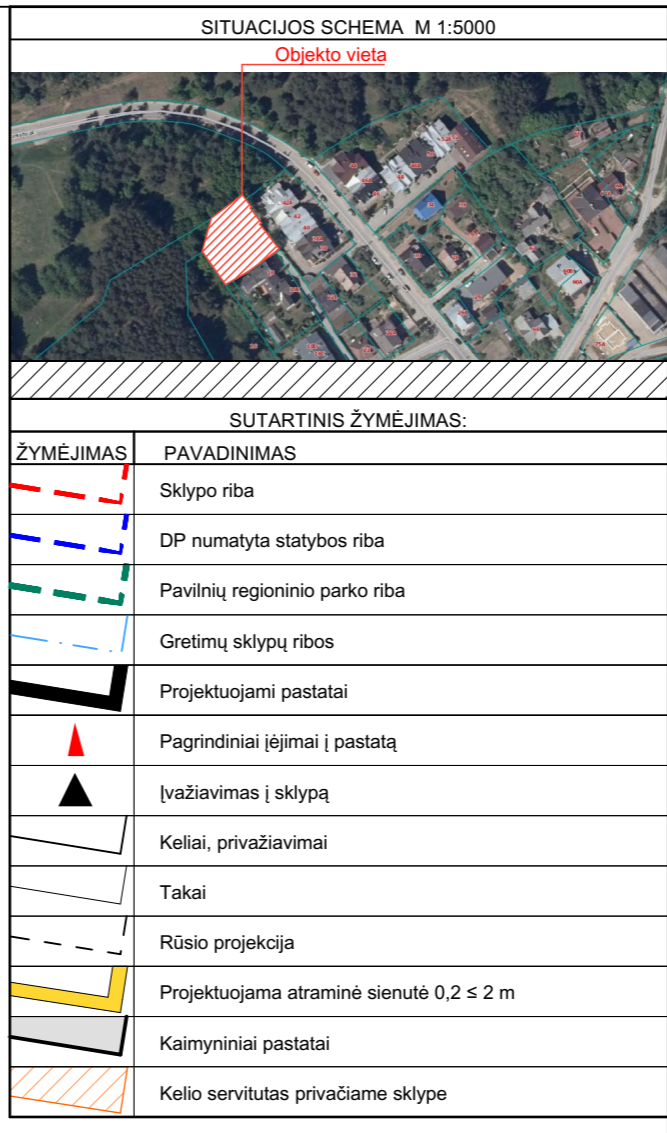 SITUACIJOS SCHEMA M 1:5000
Objekto vieta
SUTARTINIS ŽYMĖJIMAS:
ŽYMĖJIMAS PAVADINIMAS
Sklypo riba
DP numatyta statybos riba
Pavilnių regioninio parko riba
Gretimų sklypų ribos
Projektuojami pastatai
Pagrindiniai įėjimai į pastatą
Įvažiavimas į sklypą
Keliai, privažiavimai
Takai
Rūsio projekcija
Projektuojama atraminė sienutė 0,2 ≤ 2 m
Kaimyniniai pastatai
Kelio servitutas privačiame sklype